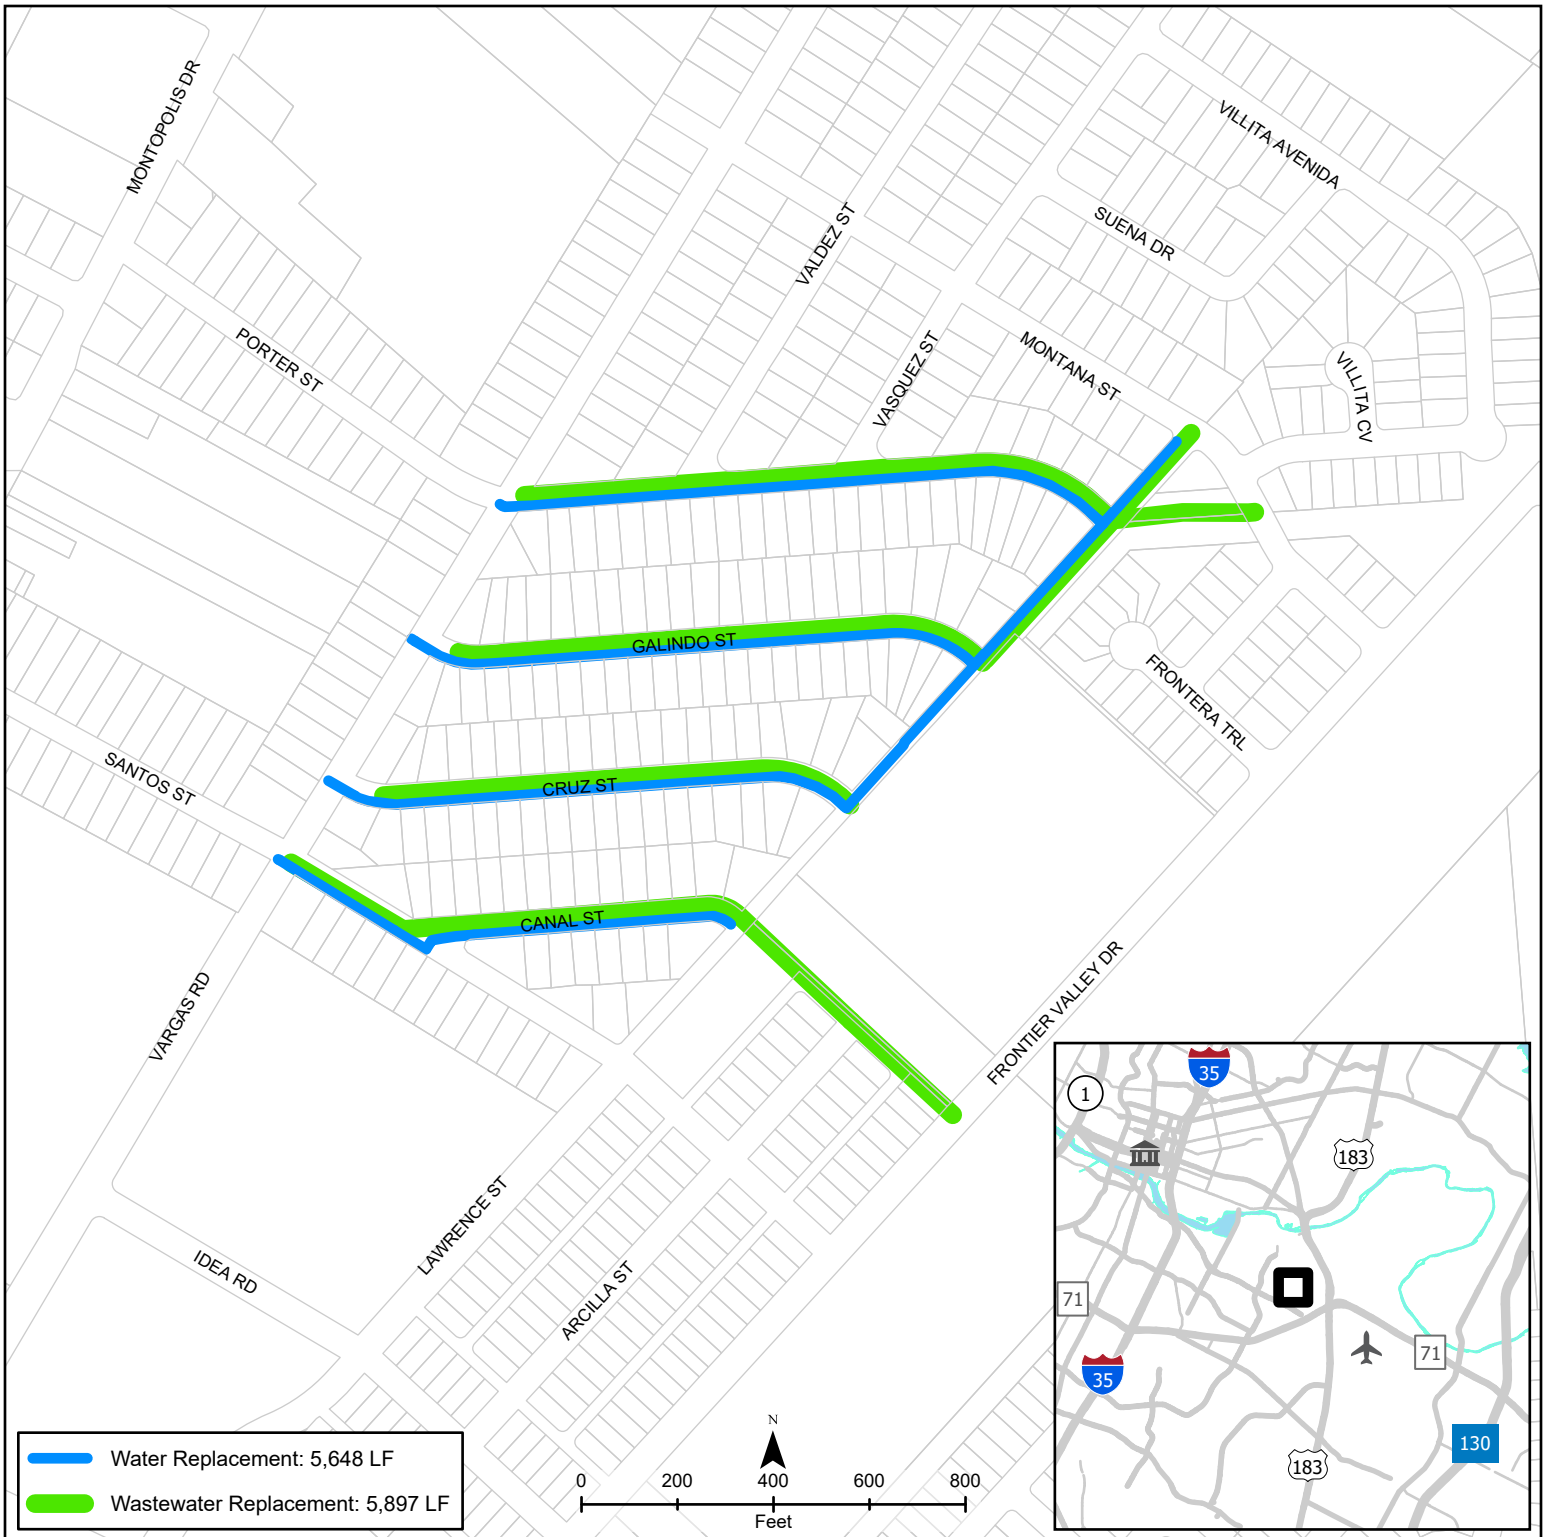 MONTOPOLIS DR
VILLITA AVENIDA
SUENA DR
VALDEZ ST
PORTER ST
VASQUEZ ST
MONTANA ST
VILLITA CV
GALINDO ST
FRONTERA TRL
SANTOS ST
CRUZ ST
CANAL ST
VARGAS RD
FRONTIER VALLEY DR
LAWRENCE ST
IDEA RD
ARCILLA ST
35
1
183
71
71
35
130
183
Water Replacement: 5,648 LF
Wastewater Replacement: 5,897 LF
N
0 200 400 600 800
Feet